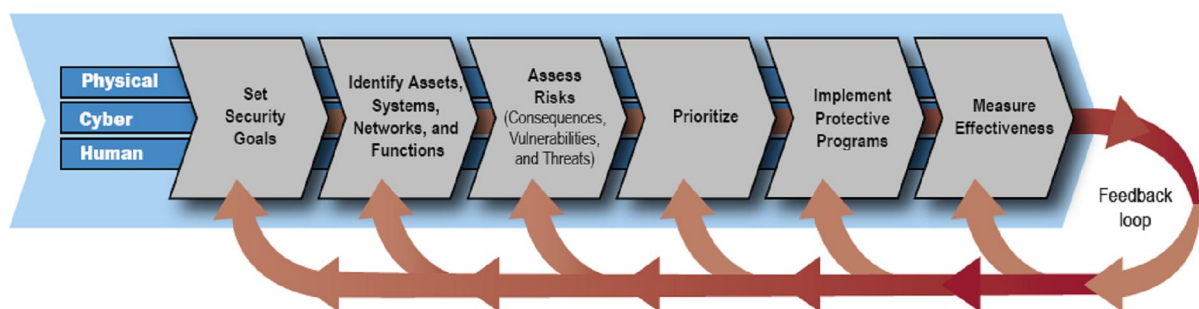 Physical
Cyber
Human
Set
Security
Goals
Identify Assets,
Systems,
Networks, and
Functions
Assess
Risks
(Consequences,
Vulnerabilities,
and Threats)
Prioritize
Implement
Protective
Programs
Measure
Effectiveness
Feedback
loop